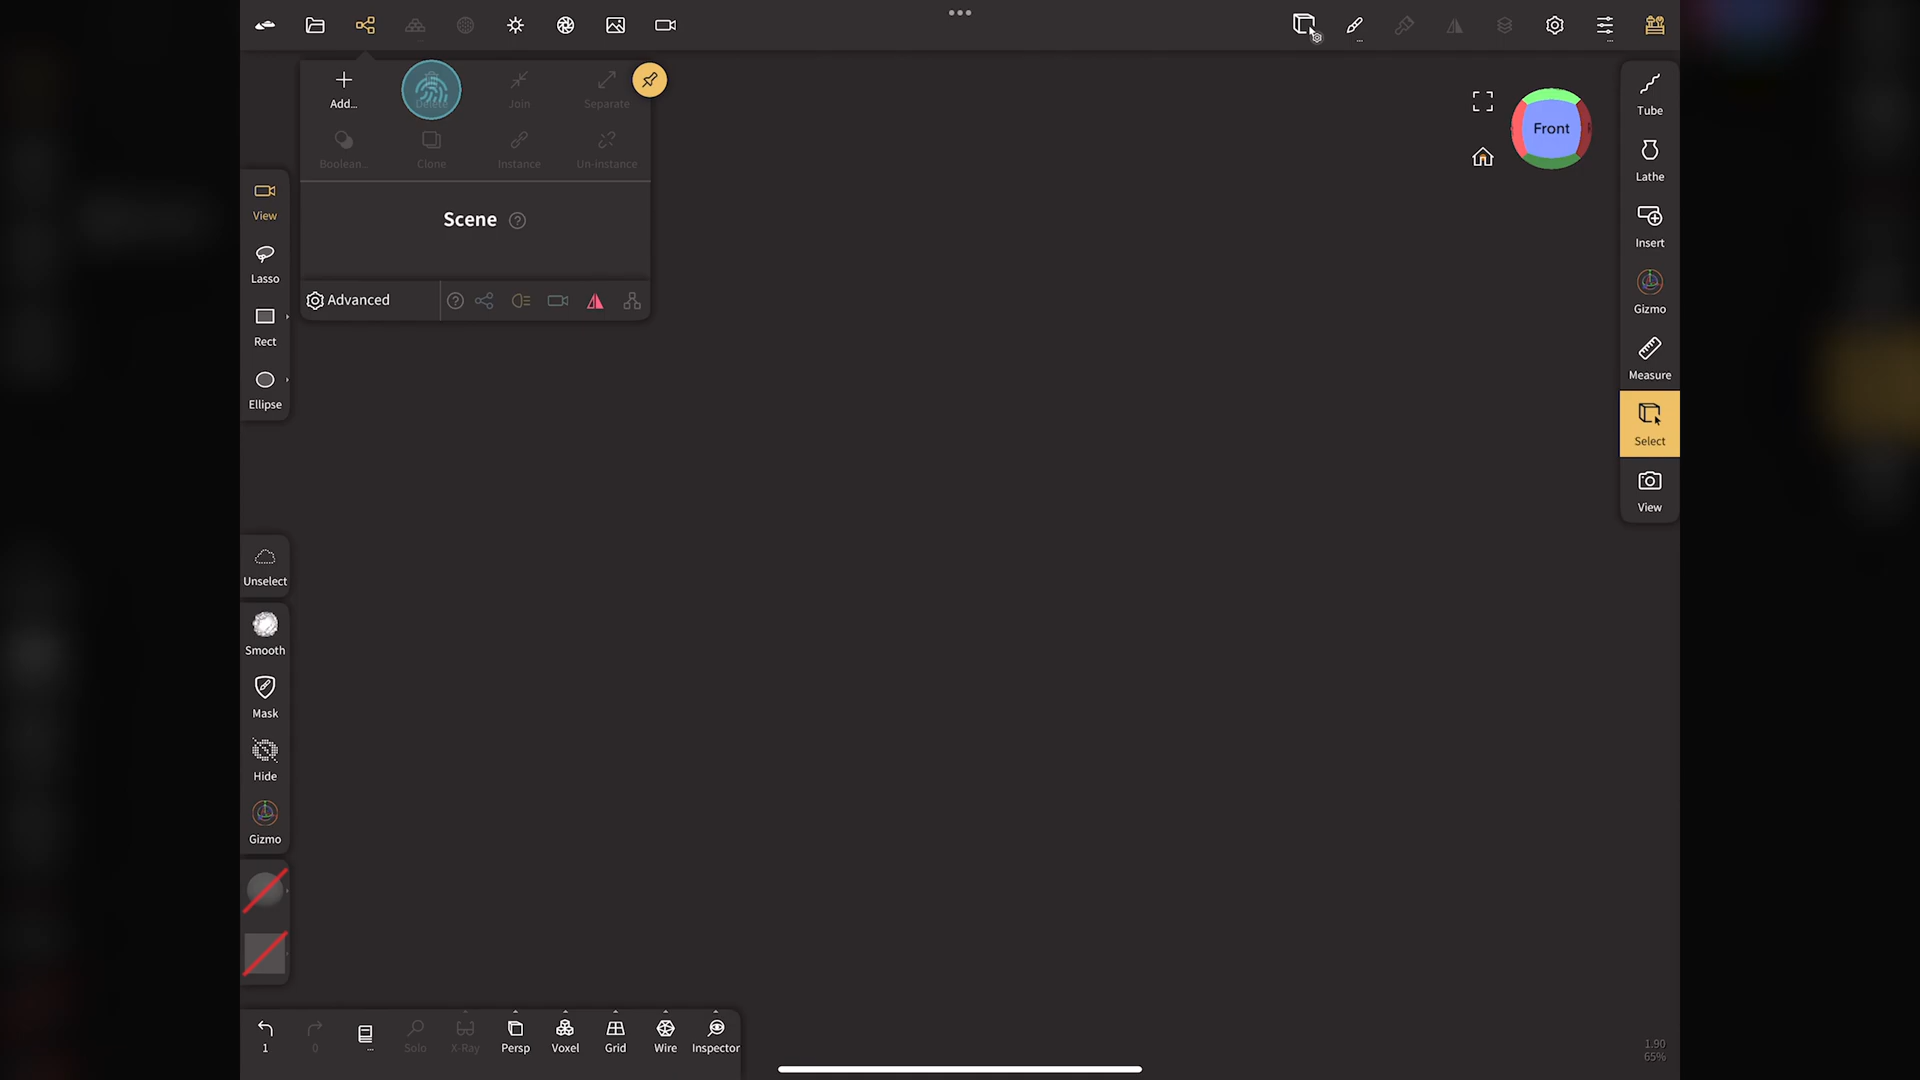 Add...
Delete
Join
Separate
Boolean...
Clone
Instance
Un-instance
Scene ?
Advanced
?
View
Lasso
Rect
Ellipse
Unselect
Smooth
Mask
Hide
Gizmo
Front
Tube
Lathe
Insert
Gizmo
Measure
Select
View
1
0
...
Solo
X-Ray
Persp
Voxel
Grid
Wire
Inspector
1.90
65%